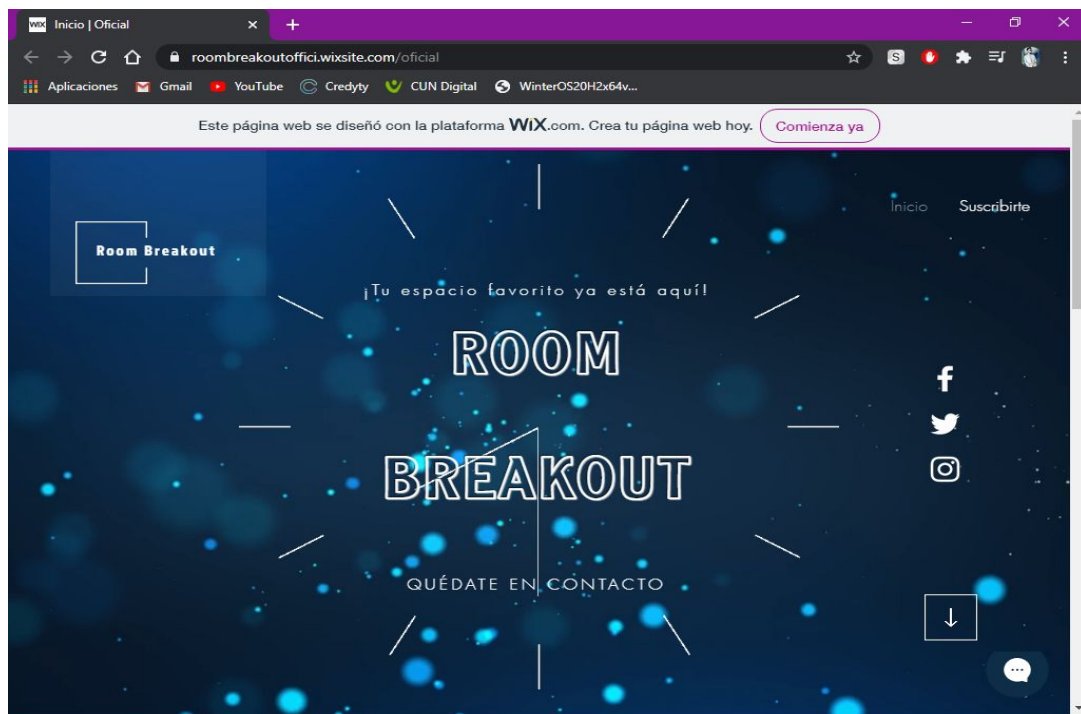 WiX Inicio | Oficial
roombreakoutoffici.wixsite.com/oficial
S
Aplicaciones Gmail YouTube Credyty CUN Digital WinterOS20H2x64v...
Este página web se diseñó con la plataforma WiX.com. Crea tu página web hoy. Comienza ya
Inicio Suscribirte
Room Breakout
¡Tu espacio favorito ya está aquí!
ROOM
BREAKOUT
QUÉDATE EN CONTACTO